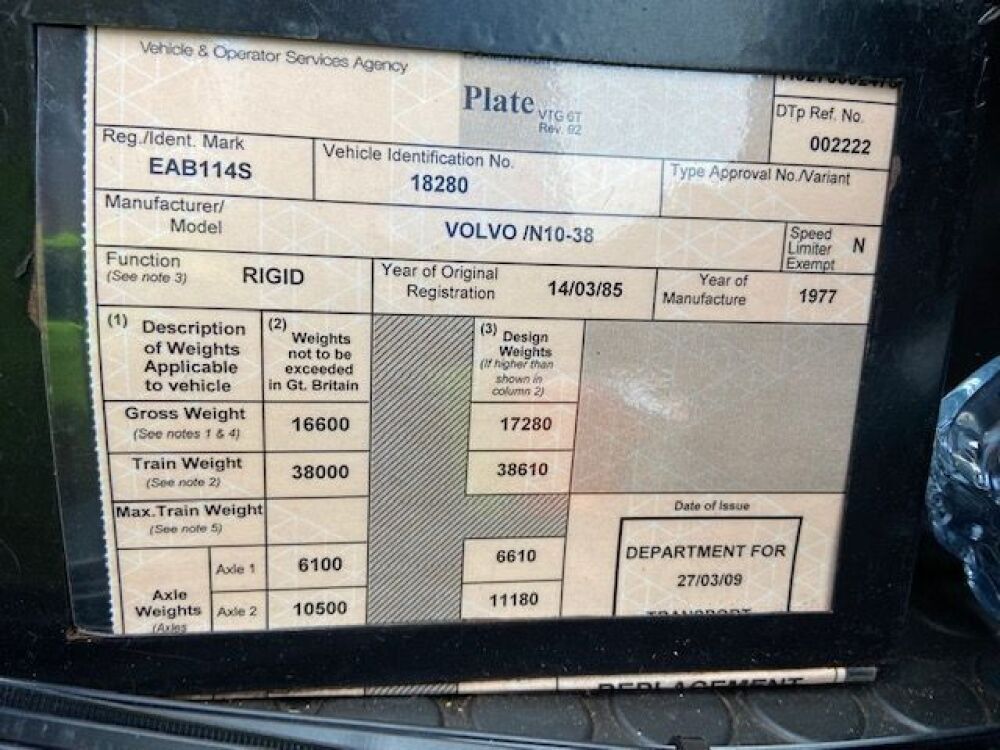 Vehicle & Operator Services Agency
Plate VTG 6T
Rev. 92
DTp Ref. No.
002222
Reg./Ident. Mark
EAB114S
Vehicle Identification No.
18280
Type Approval No./Variant
Manufacturer/
Model
VOLVO /N10-38
Speed
Limiter
Exempt
N
Function
(See note 3)
RIGID
Year of Original
Registration
14/03/85
Year of
Manufacture
1977
(1) Description
of Weights
Applicable
to vehicle
(2) Weights
not to be
exceeded
in Gt. Britain
(3) Design
Weights
(if higher than
shown in
column 2)
Gross Weight
(See notes 1 & 4)
16600
17280
Train Weight
(See note 2)
38000
38610
Max.Train Weight
(See note 5)
Date of Issue
DEPARTMENT FOR
27/03/09
TRANSPORT
Axle
Weights
(Axles
Axle 1
6100
6610
Axle 2
10500
11180
REPLACEMENT